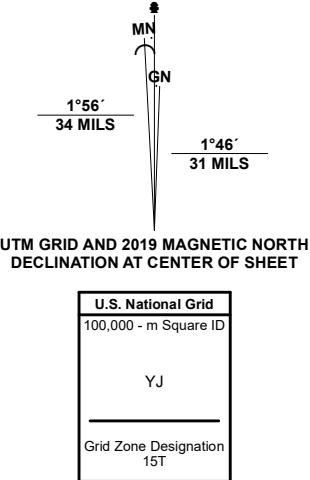 MN
GN
1°56´
34 MILS
1°46´
31 MILS
UTM GRID AND 2019 MAGNETIC NORTH
DECLINATION AT CENTER OF SHEET
U.S. National Grid
100,000 - m Square ID
YJ
Grid Zone Designation
15T